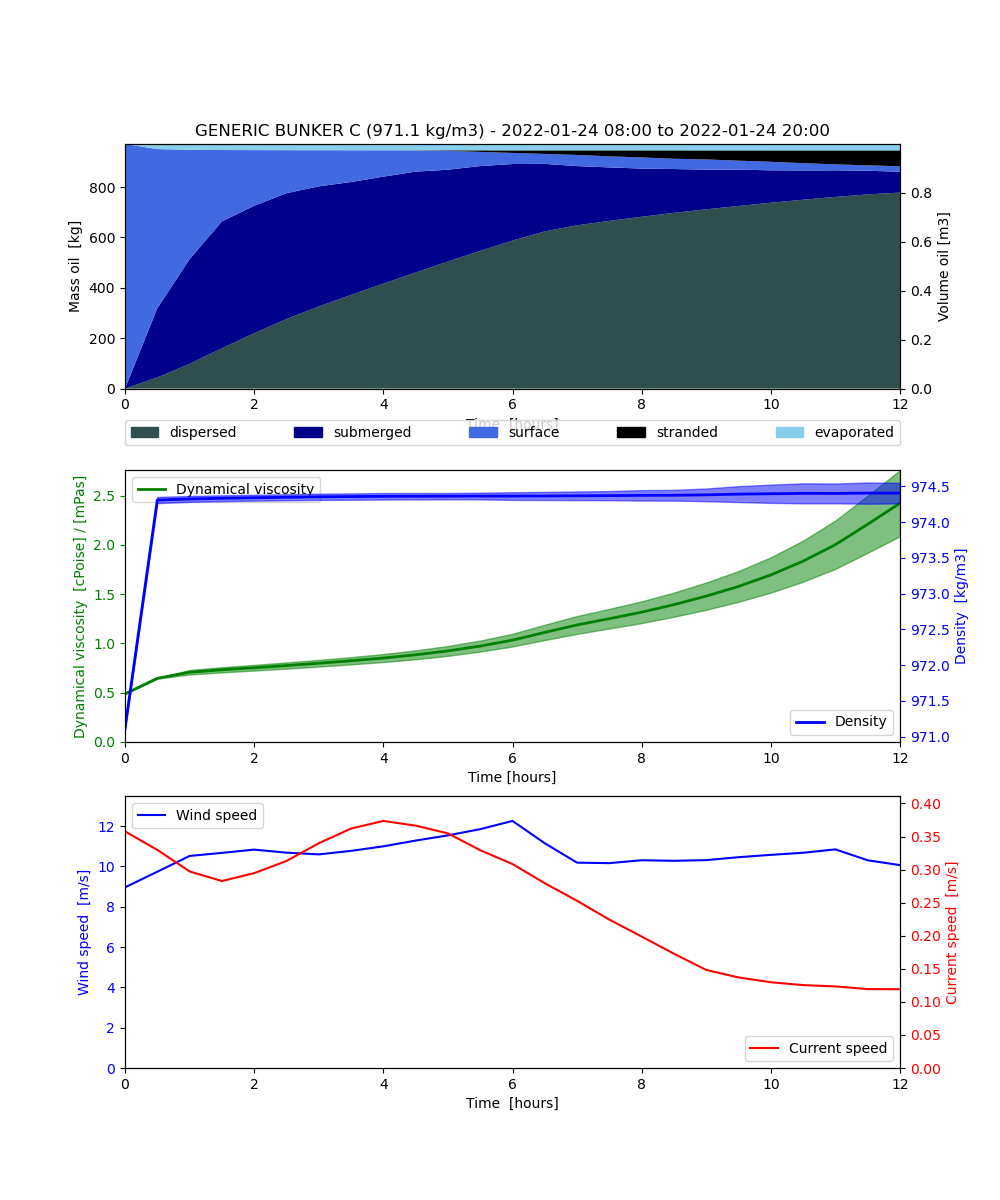 GENERIC BUNKER C (971.1 kg/m3) - 2022-01-24 08:00 to 2022-01-24 20:00
Mass oil [kg]
800
600
400
200
0
Volume oil [m3]
0.8
0.6
0.4
0.2
0.0
0 2 4 6 8 10 12
Time [hours]
dispersed submerged surface stranded evaporated
Dynamical viscosity [cPoise] / [mPas]
2.5
2.0
1.5
1.0
0.5
0.0
Dynamical viscosity
Density [kg/m3]
974.5
974.0
973.5
973.0
972.5
972.0
971.5
971.0
Density
0 2 4 6 8 10 12
Time [hours]
Wind speed [m/s]
12
10
8
6
4
2
0
Wind speed
Current speed [m/s]
0.40
0.35
0.30
0.25
0.20
0.15
0.10
0.05
0.00
Current speed
0 2 4 6 8 10 12
Time [hours]